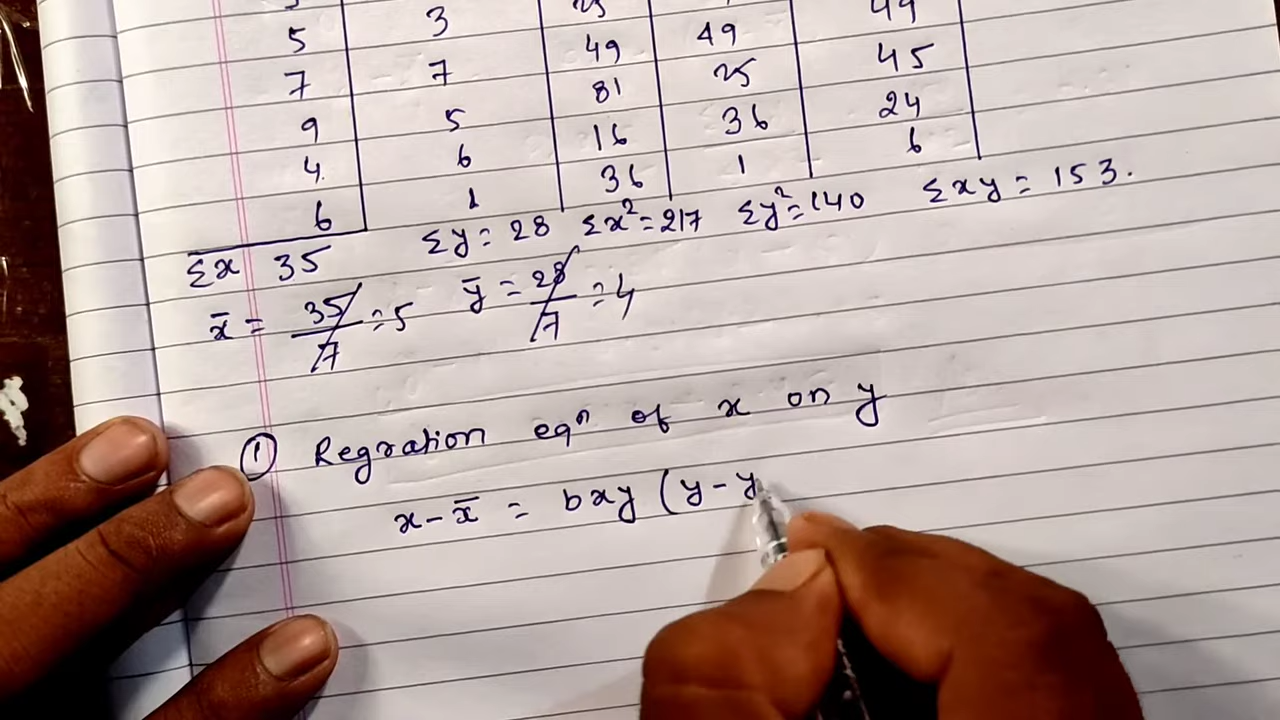 5 3 25
7 7 49 49 49
9 5 81 25 45
4 6 16 36 24
6 1 36 1 6
Σx 35 Σy = 28 Σx² = 217 Σy² = 140 Σxy = 153.
x̄ = 35/7 = 5 ȳ = 28/7 = 4
① Regration eqⁿ of x on y
x - x̄ = bxy (y - y